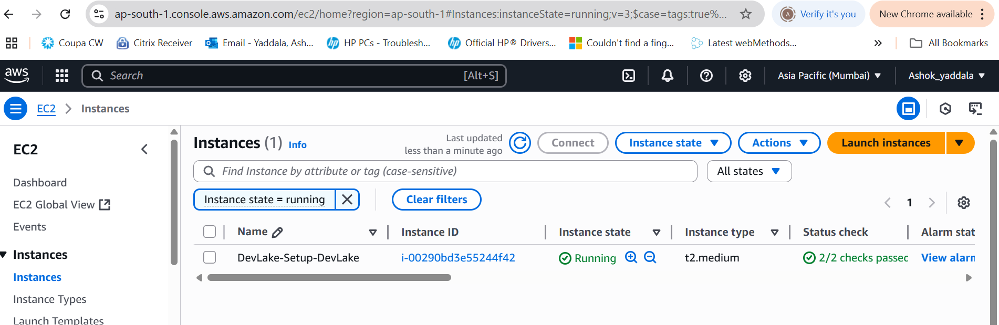 ap-south-1.console.aws.amazon.com/ec2/home?region=ap-south-1#Instances:instanceState=running;v=3;$case=tags:true%...
A
Verify it's you
New Chrome available
Coupa CW
Citrix Receiver
Email - Yaddala, Ash...
HP PCs - Troublesh...
Official HP® Drivers...
Couldn't find a fing...
Latest webMethods...
All Bookmarks
aws
Search
[Alt+S]
Asia Pacific (Mumbai)
Ashok_yaddala
EC2
Instances
EC2
Dashboard
EC2 Global View
Events
Instances
Instances
Instance Types
Launch Templates
Instances (1) Info
Last updated
less than a minute ago
Connect
Instance state
Actions
Launch instances
Find Instance by attribute or tag (case-sensitive)
All states
Instance state = running
Clear filters
1
Name
Instance ID
Instance state
Instance type
Status check
Alarm stat
DevLake-Setup-DevLake
i-00290bd3e55244f42
Running
t2.medium
2/2 checks passed
View alarn